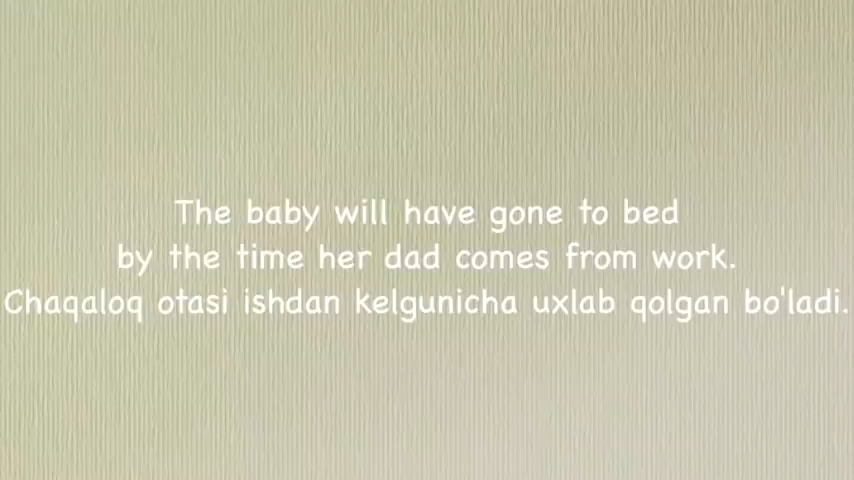 The baby will have gone to bed
by the time her dad comes from work.
Chaqaloq otasi ishdan kelgunicha uxlab qolgan bo'ladi.